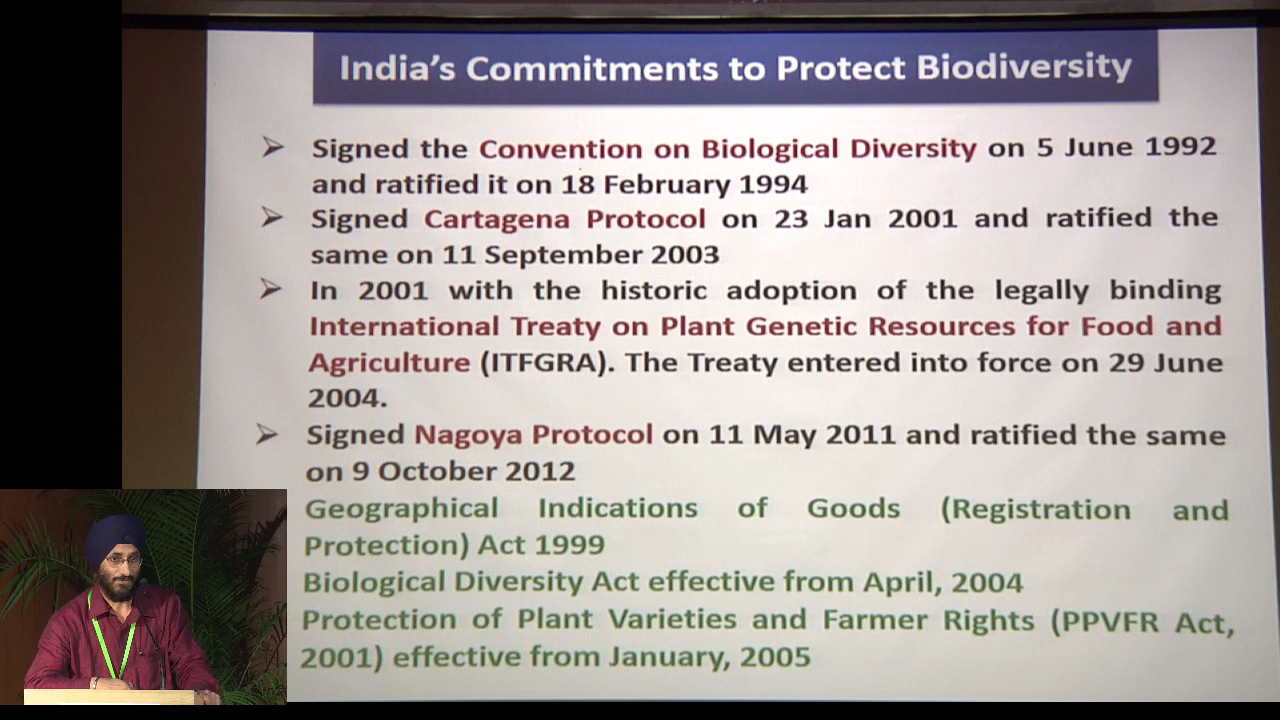 India's Commitments to Protect Biodiversity
Signed the Convention on Biological Diversity on 5 June 1992
and ratified it on 18 February 1994
Signed Cartagena Protocol on 23 Jan 2001 and ratified the
same on 11 September 2003
In 2001 with the historic adoption of the legally binding
International Treaty on Plant Genetic Resources for Food and
Agriculture (ITFGRA). The Treaty entered into force on 29 June
2004.
Signed Nagoya Protocol on 11 May 2011 and ratified the same
on 9 October 2012
Geographical Indications of Goods (Registration and
Protection) Act 1999
Biological Diversity Act effective from April, 2004
Protection of Plant Varieties and Farmer Rights (PPVFR Act,
2001) effective from January, 2005